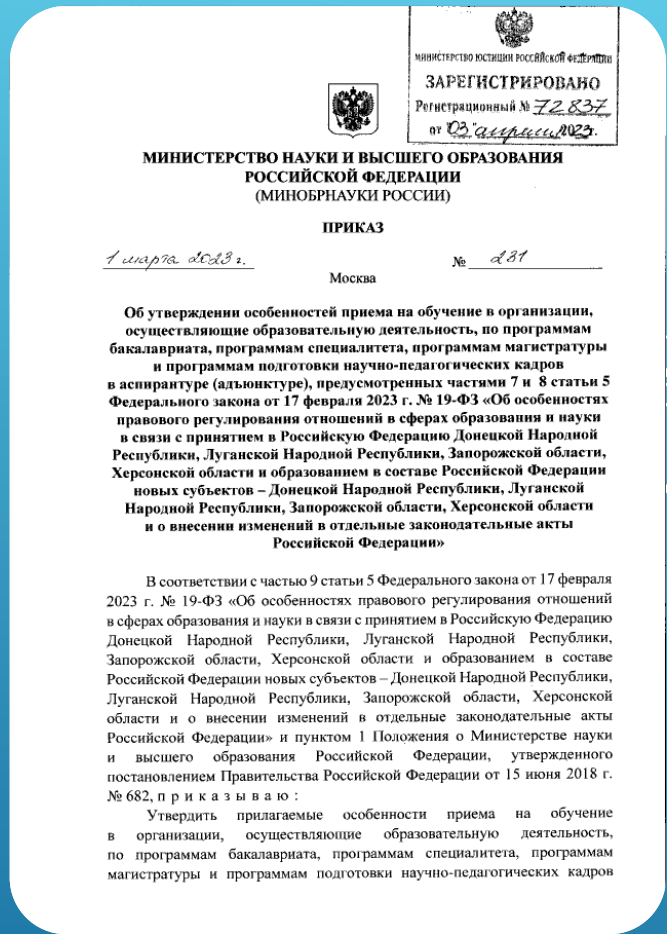 МИНИСТЕРСТВО ЮСТИЦИИ РОССИЙСКОЙ ФЕДЕРАЦИИ
ЗАРЕГИСТРИРОВАНО
Регистрационный № 72837
от "03" апреля 2023г.
МИНИСТЕРСТВО НАУКИ И ВЫСШЕГО ОБРАЗОВАНИЯ
РОССИЙСКОЙ ФЕДЕРАЦИИ
(МИНОБРНАУКИ РОССИИ)
ПРИКАЗ
1 марта 2023 г. № 231
Москва
Об утверждении особенностей приема на обучение в организации,
осуществляющие образовательную деятельность, по программам
бакалавриата, программам специалитета, программам магистратуры
и программам подготовки научно-педагогических кадров
в аспирантуре (адъюнктуре), предусмотренных частями 7 и 8 статьи 5
Федерального закона от 17 февраля 2023 г. № 19-ФЗ «Об особенностях
правового регулирования отношений в сферах образования и науки
в связи с принятием в Российскую Федерацию Донецкой Народной
Республики, Луганской Народной Республики, Запорожской области,
Херсонской области и образованием в составе Российской Федерации
новых субъектов – Донецкой Народной Республики, Луганской
Народной Республики, Запорожской области, Херсонской области
и о внесении изменений в отдельные законодательные акты
Российской Федерации»
В соответствии с частью 9 статьи 5 Федерального закона от 17 февраля
2023 г. № 19-ФЗ «Об особенностях правового регулирования отношений
в сферах образования и науки в связи с принятием в Российскую Федерацию
Донецкой Народной Республики, Луганской Народной Республики,
Запорожской области, Херсонской области и образованием в составе
Российской Федерации новых субъектов – Донецкой Народной Республики,
Луганской Народной Республики, Запорожской области, Херсонской
области и о внесении изменений в отдельные законодательные акты
Российской Федерации» и пунктом 1 Положения о Министерстве науки
и высшего образования Российской Федерации, утвержденного
постановлением Правительства Российской Федерации от 15 июня 2018 г.
№ 682, п р и к а з ы в а ю :
Утвердить прилагаемые особенности приема на обучение
в организации, осуществляющие образовательную деятельность,
по программам бакалавриата, программам специалитета, программам
магистратуры и программам подготовки научно-педагогических кадров